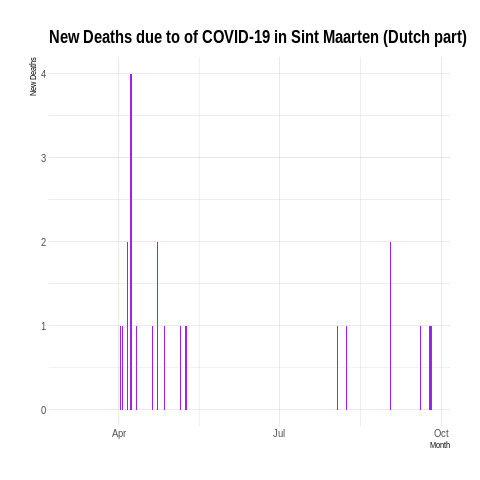 New Deaths due to of COVID-19 in Sint Maarten (Dutch part)
New Deaths
4
3
2
1
0
Apr
Jul
Oct
Month